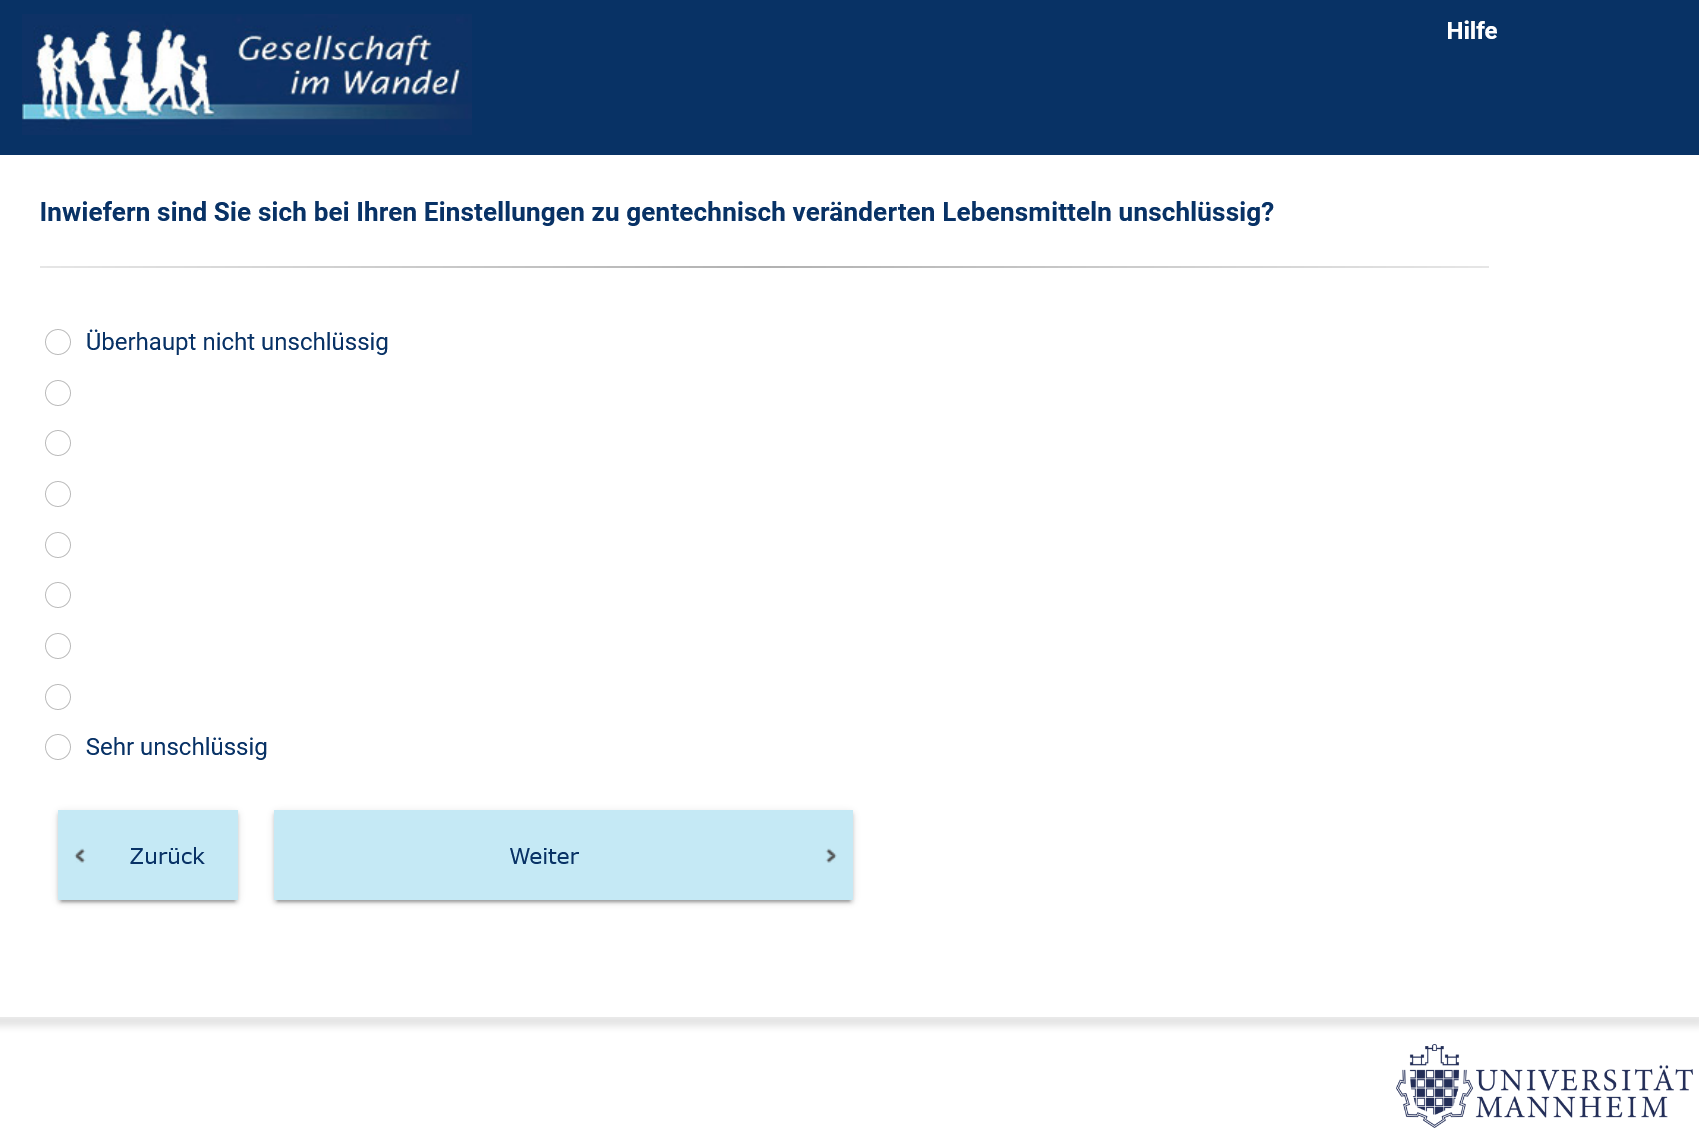 Gesellschaft
im Wandel
Hilfe
Inwiefern sind Sie sich bei Ihren Einstellungen zu gentechnisch veränderten Lebensmitteln unschlüssig?
Überhaupt nicht unschlüssig
Sehr unschlüssig
Zurück
Weiter
UNIVERSITÄT
MANNHEIM